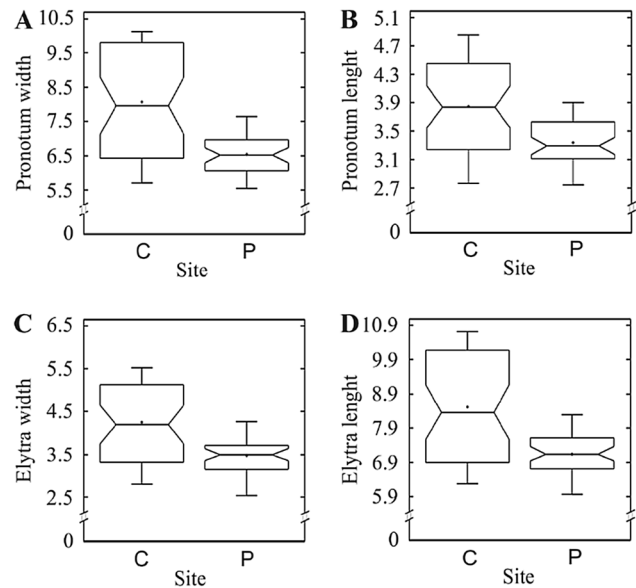 A
10.5
9.5
8.5
7.5
6.5
5.5
0
Pronotum width
C P
Site
B
5.1
4.7
4.3
3.9
3.5
3.1
2.7
0
Pronotum lenght
C P
Site
C
6.5
5.5
4.5
3.5
2.5
0
Elytra width
C P
Site
D
10.9
9.9
8.9
7.9
6.9
5.9
0
Elytra lenght
C P
Site